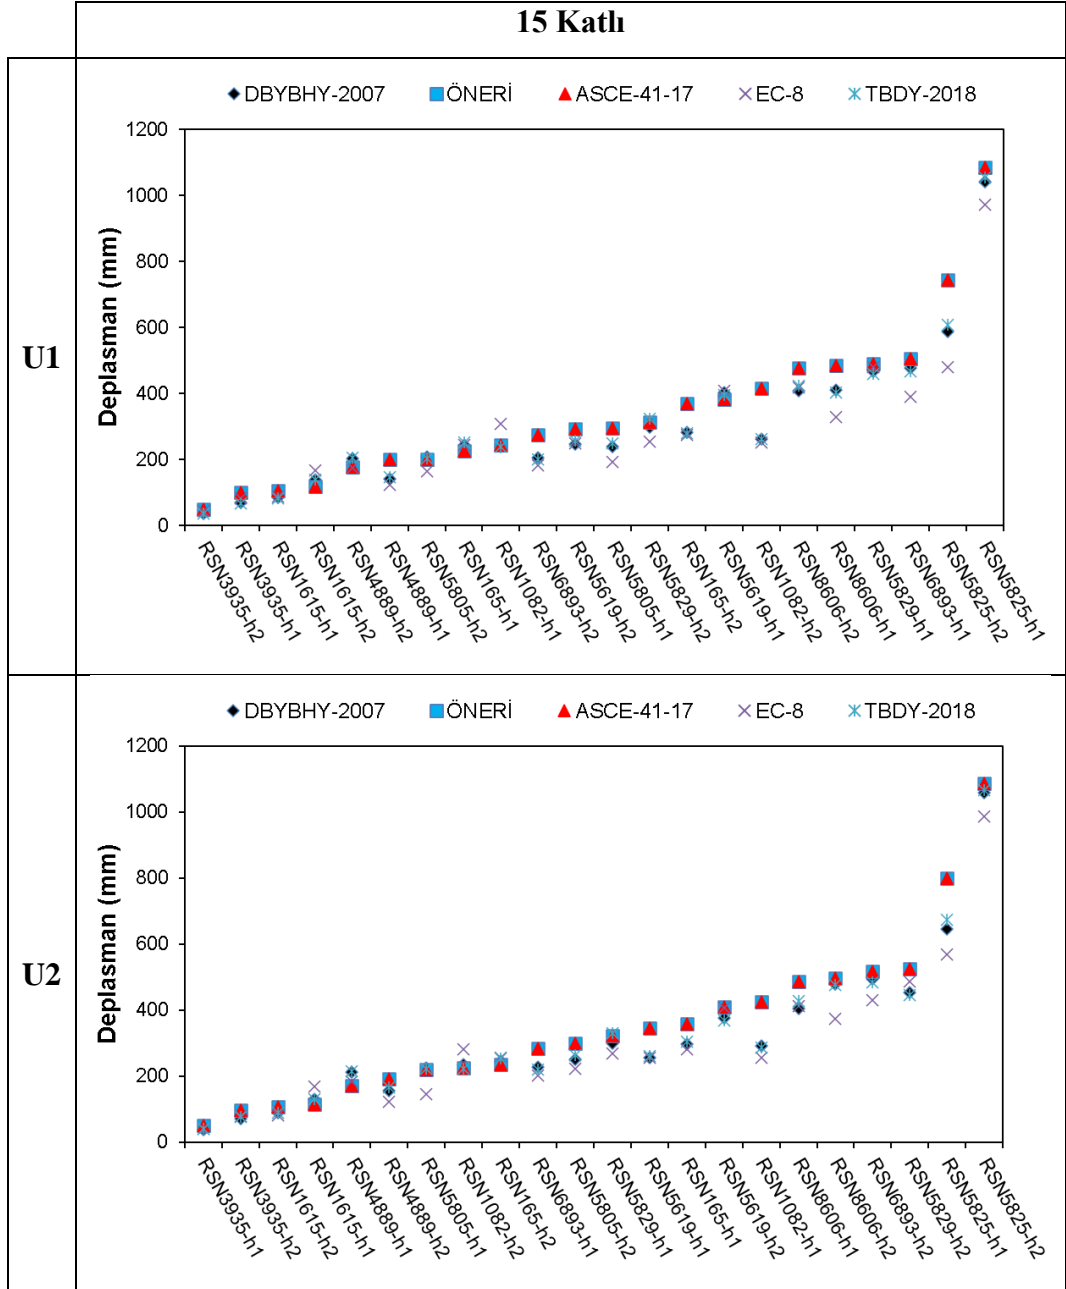 15 Katlı
U1
DBYBHY-2007 ÖNERİ ASCE-41-17 EC-8 TBDY-2018
Deplasman (mm)
1200
1000
800
600
400
200
0
RSN3935-h2
RSN3935-h1
RSN1615-h1
RSN1615-h2
RSN4889-h2
RSN4889-h1
RSN5805-h2
RSN165-h1
RSN1082-h1
RSN6893-h2
RSN5619-h2
RSN5805-h1
RSN5829-h2
RSN165-h2
RSN5619-h1
RSN1082-h2
RSN8606-h2
RSN8606-h1
RSN5829-h1
RSN6893-h1
RSN5825-h2
RSN5825-h1
U2
DBYBHY-2007 ÖNERİ ASCE-41-17 EC-8 TBDY-2018
Deplasman (mm)
1200
1000
800
600
400
200
0
RSN3935-h1
RSN3935-h2
RSN1615-h2
RSN1615-h1
RSN4889-h1
RSN4889-h2
RSN5805-h1
RSN1082-h2
RSN165-h2
RSN6893-h1
RSN5805-h2
RSN5829-h1
RSN5619-h1
RSN165-h1
RSN5619-h2
RSN1082-h1
RSN8606-h1
RSN8606-h2
RSN6893-h2
RSN5829-h2
RSN5825-h1
RSN5825-h2